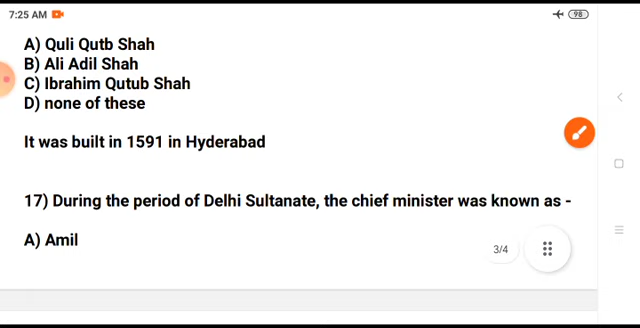 7:25 AM
98
A) Quli Qutb Shah
B) Ali Adil Shah
C) Ibrahim Qutub Shah
D) none of these
It was built in 1591 in Hyderabad
17) During the period of Delhi Sultanate, the chief minister was known as -
A) Amil
3/4